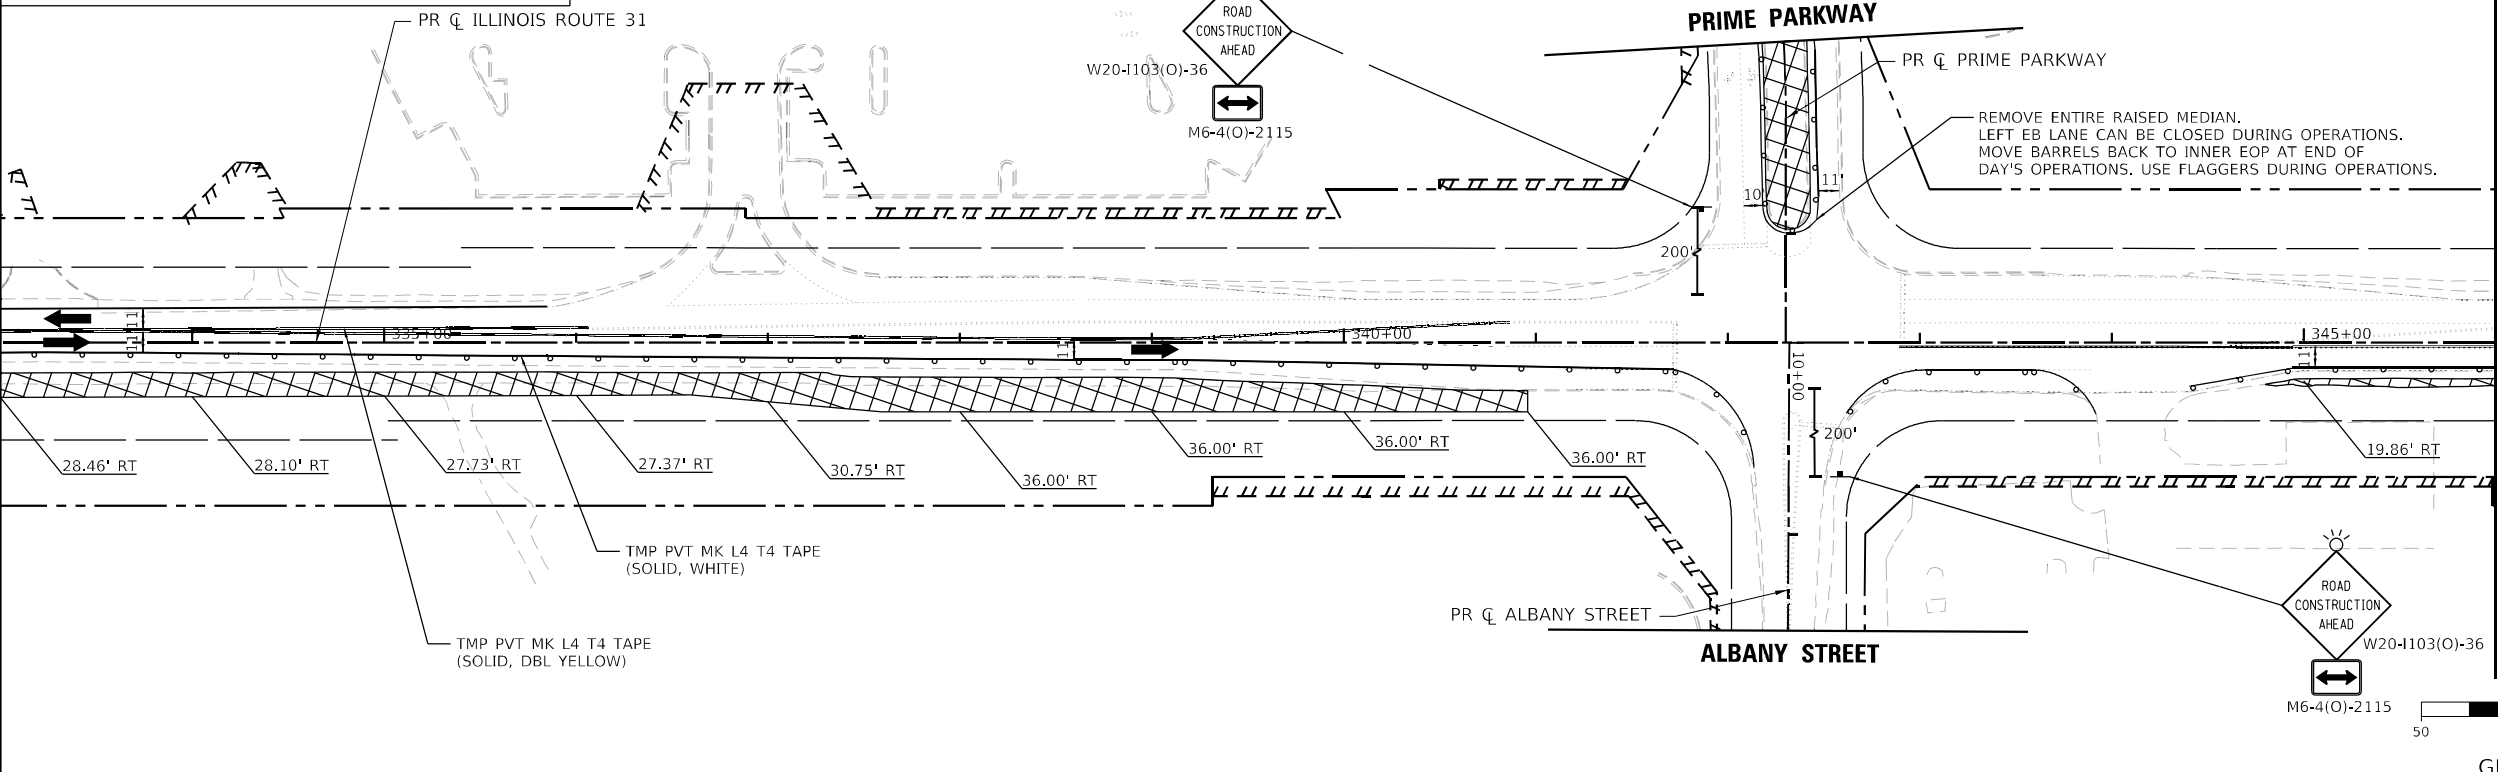 PR ℄ ILLINOIS ROUTE 31
ROAD
CONSTRUCTION
AHEAD
W20-I103(O)-36
M6-4(O)-2115
PRIME PARKWAY
PR ℄ PRIME PARKWAY
REMOVE ENTIRE RAISED MEDIAN.
LEFT EB LANE CAN BE CLOSED DURING OPERATIONS.
MOVE BARRELS BACK TO INNER EOP AT END OF
DAY'S OPERATIONS. USE FLAGGERS DURING OPERATIONS.
10'
11'
200'
11'
11'
335+00
11'
340+00
345+00
11'
10+00
200'
28.46' RT
28.10' RT
27.73' RT
27.37' RT
30.75' RT
36.00' RT
36.00' RT
36.00' RT
36.00' RT
19.86' RT
TMP PVT MK L4 T4 TAPE
(SOLID, WHITE)
TMP PVT MK L4 T4 TAPE
(SOLID, DBL YELLOW)
PR ℄ ALBANY STREET
ALBANY STREET
ROAD
CONSTRUCTION
AHEAD
W20-I103(O)-36
M6-4(O)-2115
50